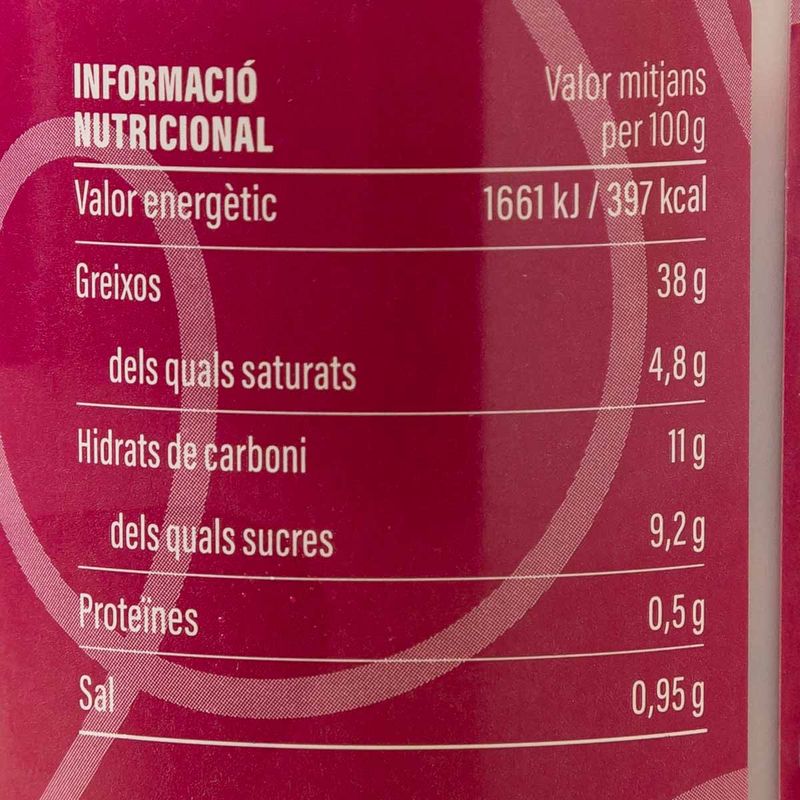 INFORMACIÓ
NUTRICIONAL
Valor mitjans
per 100g
Valor energètic 1661 kJ / 397 kcal
Greixos 38 g
dels quals saturats 4,8 g
Hidrats de carboni 11 g
dels quals sucres 9,2 g
Proteïnes 0,5 g
Sal 0,95 g